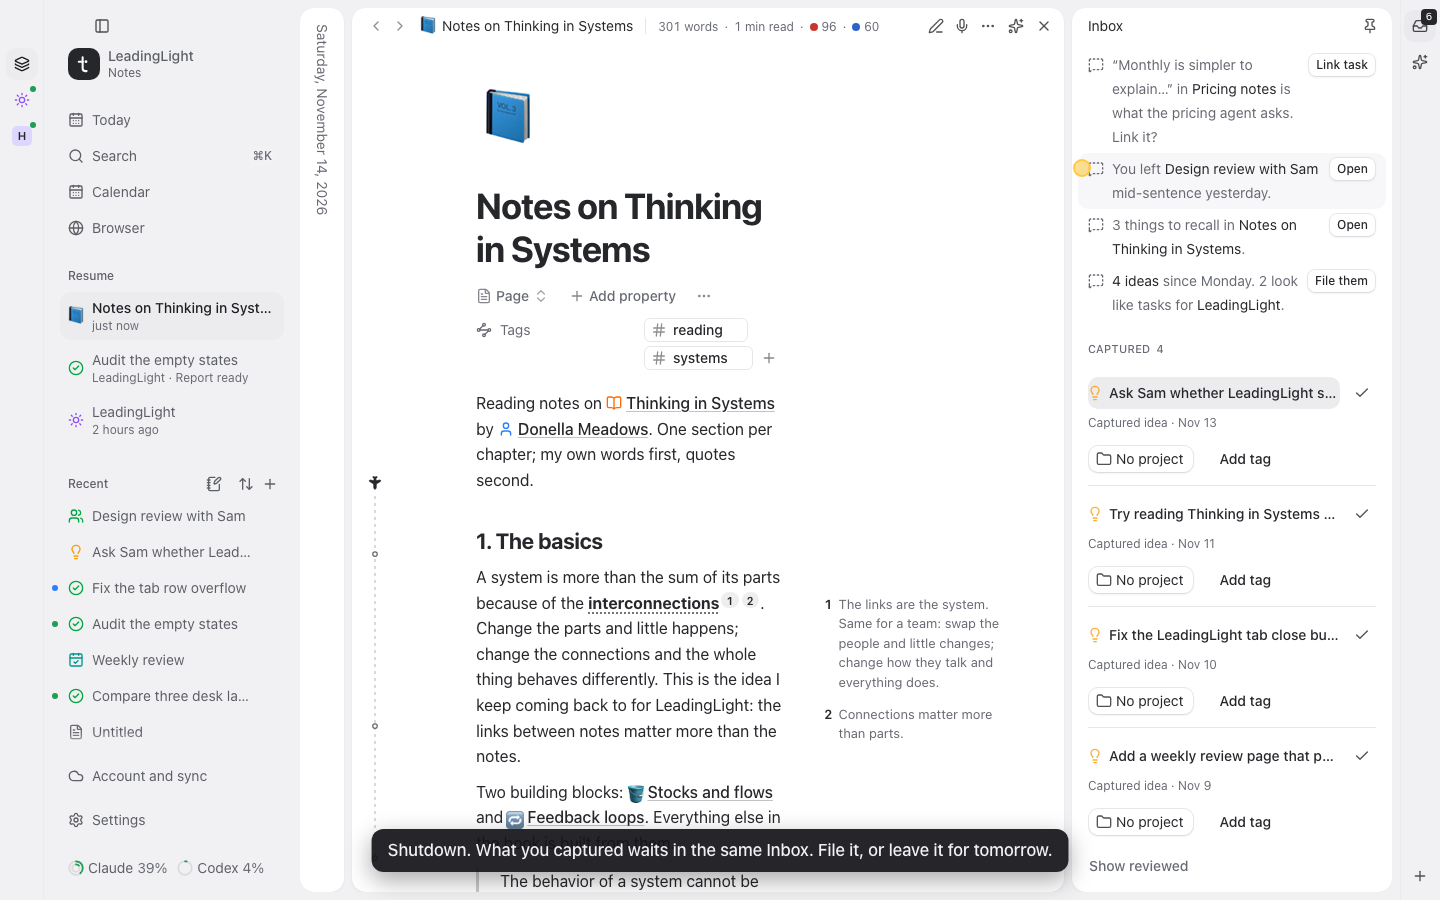 LeadingLight
Notes
Today
Search ⌘K
Calendar
Browser
Resume
Notes on Thinking in Syst...
just now
Audit the empty states
LeadingLight · Report ready
LeadingLight
2 hours ago
Recent
Design review with Sam
Ask Sam whether Lead...
Fix the tab row overflow
Audit the empty states
Weekly review
Compare three desk la...
Untitled
Account and sync
Settings
Claude 39% Codex 4%
H
t
Saturday, November 14, 2026
Notes on Thinking in Systems 301 words · 1 min read · 96 · 60
VOL. 3
Notes on Thinking
in Systems
Page Add property ...
Tags # reading
# systems
Reading notes on Thinking in Systems
by Donella Meadows. One section per
chapter; my own words first, quotes
second.
1. The basics
A system is more than the sum of its parts
because of the interconnections 1 2 .
Change the parts and little happens;
change the connections and the whole
thing behaves differently. This is the idea I
keep coming back to for LeadingLight: the
links between notes matter more than the
notes.
Two building blocks: Stocks and flows
and Feedback loops. Everything else in
The behavior of a system cannot be
1 The links are the system.
Same for a team: swap the
people and little changes;
change how they talk and
everything does.
2 Connections matter more
than parts.
Shutdown. What you captured waits in the same Inbox. File it, or leave it for tomorrow.
Inbox
6
“Monthly is simpler to
explain...” in Pricing notes is
what the pricing agent asks.
Link it?
Link task
You left Design review with Sam
mid-sentence yesterday.
Open
3 things to recall in Notes on
Thinking in Systems.
Open
4 ideas since Monday. 2 look
like tasks for LeadingLight.
File them
CAPTURED 4
Ask Sam whether LeadingLight s...
Captured idea · Nov 13
No project Add tag
Try reading Thinking in Systems ...
Captured idea · Nov 11
No project Add tag
Fix the LeadingLight tab close bu...
Captured idea · Nov 10
No project Add tag
Add a weekly review page that p...
Captured idea · Nov 9
No project Add tag
Show reviewed